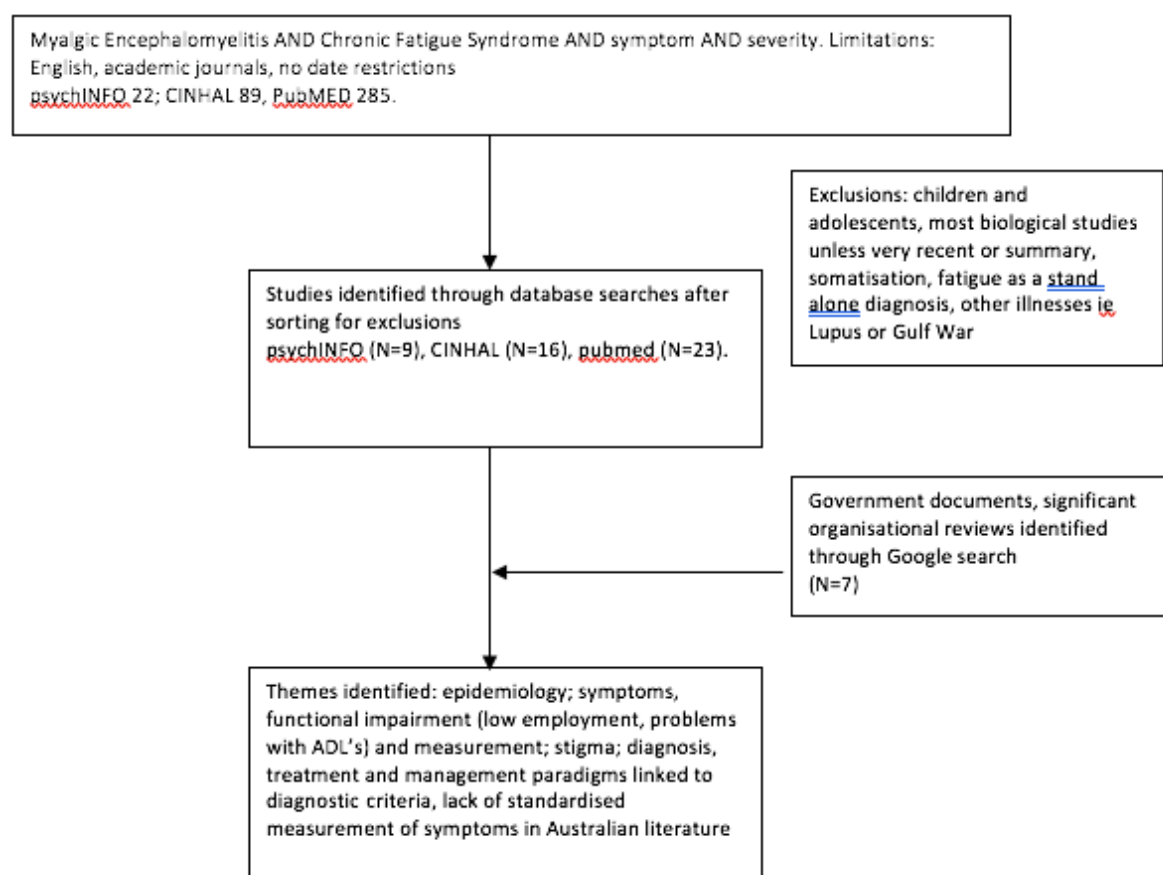 Myalgic Encephalomyelitis AND Chronic Fatigue Syndrome AND symptom AND severity. Limitations:
English, academic journals, no date restrictions
psychINFO 22; CINHAL 89, PubMED 285.
Exclusions: children and
adolescents, most biological studies
unless very recent or summary,
somatisation, fatigue as a stand
alone diagnosis, other illnesses ie
Lupus or Gulf War
Studies identified through database searches after
sorting for exclusions
psychINFO (N=9), CINHAL (N=16), pubmed (N=23).
Government documents, significant
organisational reviews identified
through Google search
(N=7)
Themes identified: epidemiology; symptoms,
functional impairment (low employment, problems
with ADL's) and measurement; stigma; diagnosis,
treatment and management paradigms linked to
diagnostic criteria, lack of standardised
measurement of symptoms in Australian literature